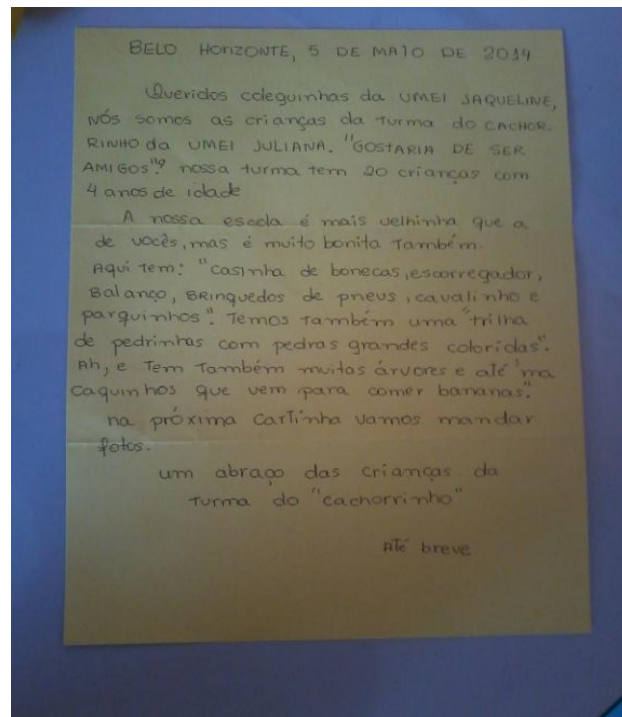 BELO HORIZONTE, 5 DE MAIO DE 2014
Queridos coleguinhas da UMEI JAQUELINE,
NÓS somos as crianças da Turma do CACHOR-
RINHO da UMEI JULIANA. "GOSTARIA DE SER
AMIGOS"? nossa turma tem 20 crianças com
4 anos de idade
A nossa escola é mais velhinha que a
de vocês, mas é muito bonita Também.
Aqui tem: "casinha de bonecas, escorregador,
Balanço, BRinquedos de pneus, cavalinho e
parquinhos". Temos Também uma "trilha
de pedrinhas com pedras grandes coloridas".
Ah, e Tem Também muitas árvores e até "ma
caquinhos que vem para comer bananas".
na próxima carTinha vamos mandar
fotos.
um abraço das crianças da
Turma do "cachorrinho"
ATé breve